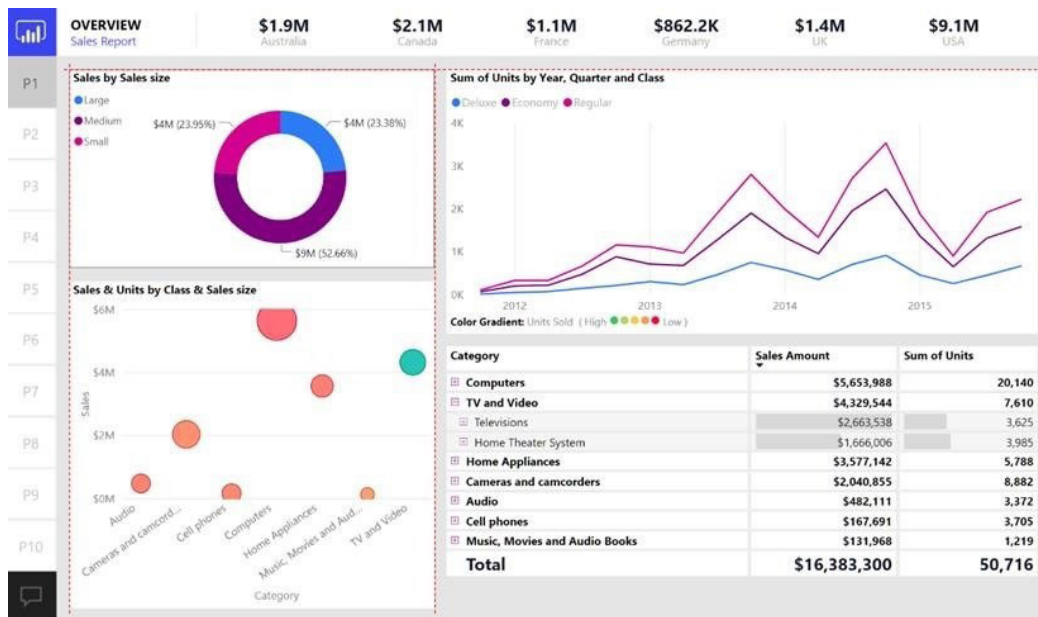 OVERVIEW
Sales Report
$1.9M
Australia
$2.1M
Canada
$1.1M
France
$862.2K
Germany
$1.4M
UK
$9.1M
USA
P1
P2
P3
P4
P5
P6
P7
P8
P9
P10
Sales by Sales size
Large
Medium
Small
$4M (23.95%)
$4M (23.38%)
$9M (52.66%)
Sum of Units by Year, Quarter and Class
Deluxe Economy Regular
4K
3K
2K
1K
0K
2012 2013 2014 2015
Color Gradient: Units Sold ( High Low )
Sales & Units by Class & Sales size
$6M
$4M
$2M
$0M
Sales
Audio
Cameras and camcord...
Cell phones
Computers
Home Appliances
Music, Movies and Aud...
TV and Video
Category
Category Sales Amount Sum of Units
Computers $5,653,988 20,140
TV and Video $4,329,544 7,610
Televisions $2,663,538 3,625
Home Theater System $1,666,006 3,985
Home Appliances $3,577,142 5,788
Cameras and camcorders $2,040,855 8,882
Audio $482,111 3,372
Cell phones $167,691 3,705
Music, Movies and Audio Books $131,968 1,219
Total $16,383,300 50,716